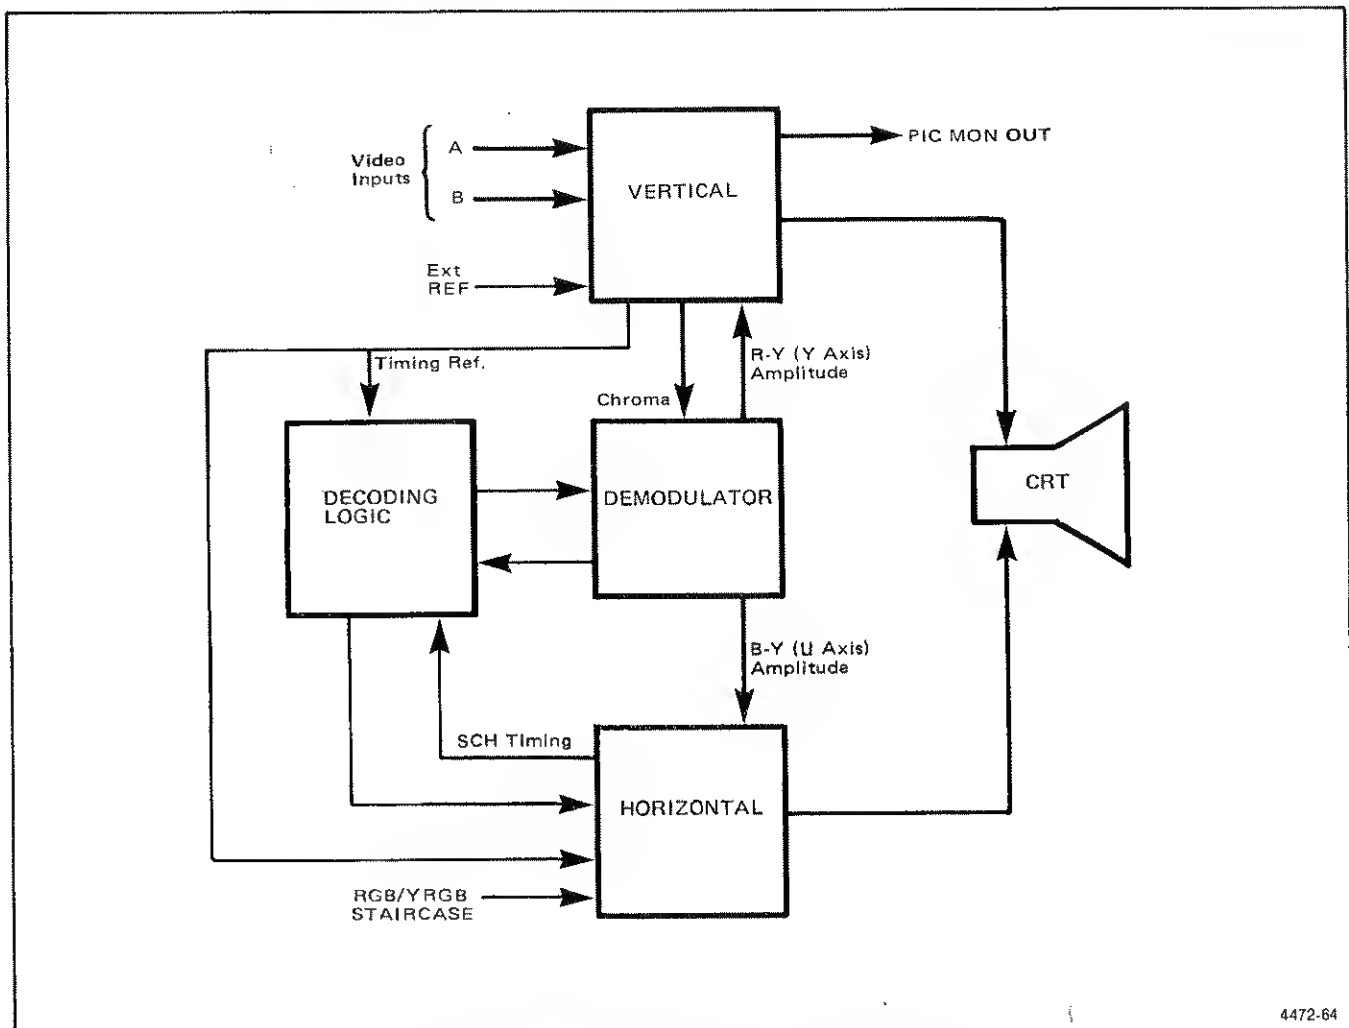 PIC MON OUT
Video
Inputs
A
B
VERTICAL
Ext
REF
Timing Ref.
R-Y (Y Axis)
Amplitude
Chroma
DECODING
LOGIC
DEMODULATOR
CRT
B-Y (U Axis)
Amplitude
SCH Timing
HORIZONTAL
RGB/YRGB
STAIRCASE
4472-64